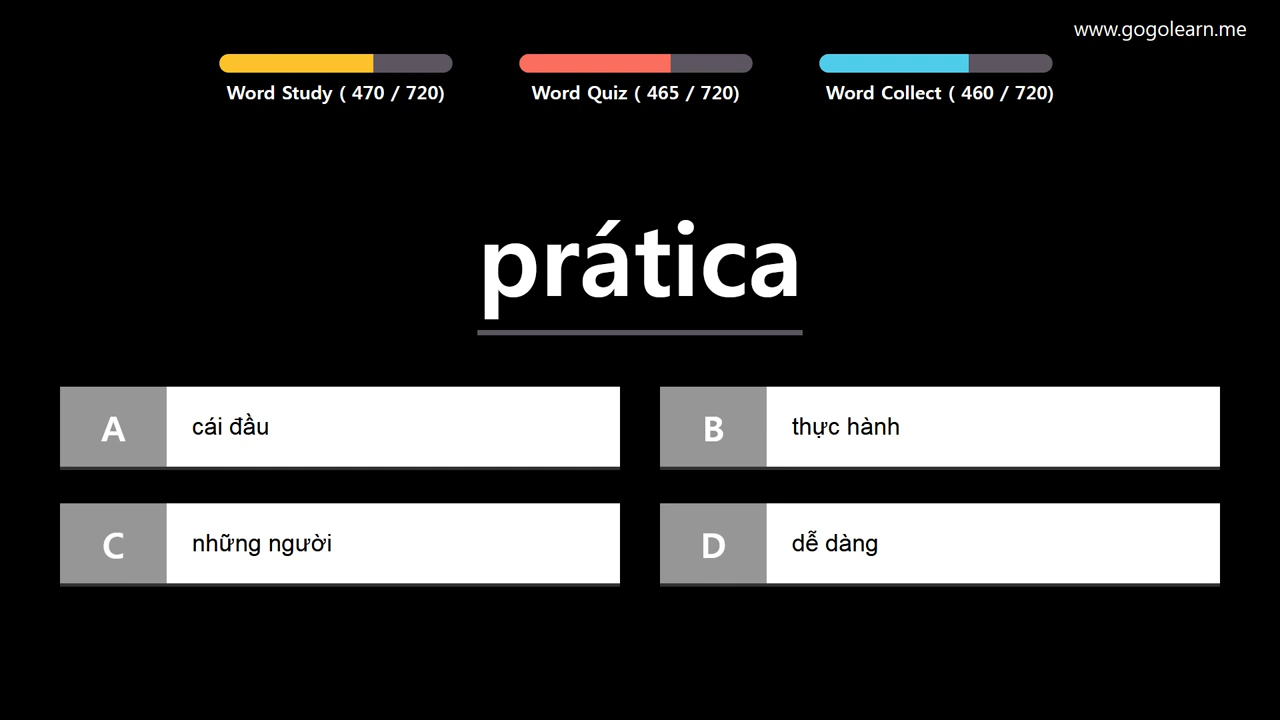 www.gogolearn.me
Word Study ( 470 / 720)
Word Quiz ( 465 / 720)
Word Collect ( 460 / 720)
prática
A cái đầu
B thực hành
C những người
D dễ dàng